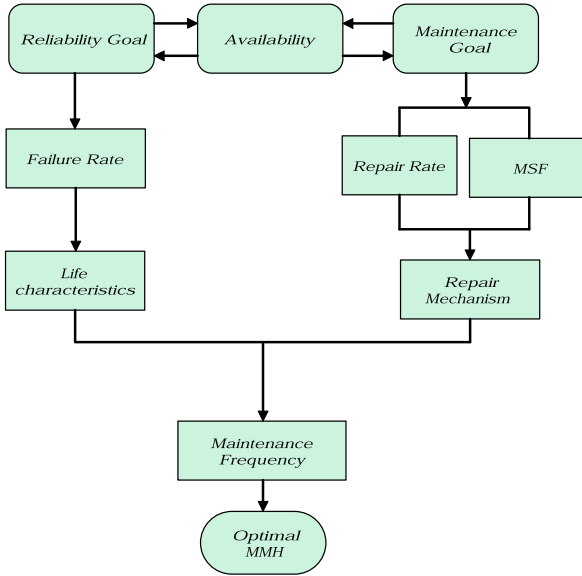 Reliability Goal
Availability
Maintenance
Goal
Failure Rate
Repair Rate
MSF
Life
characteristics
Repair
Mechanism
Maintenance
Frequency
Optimal
MMH